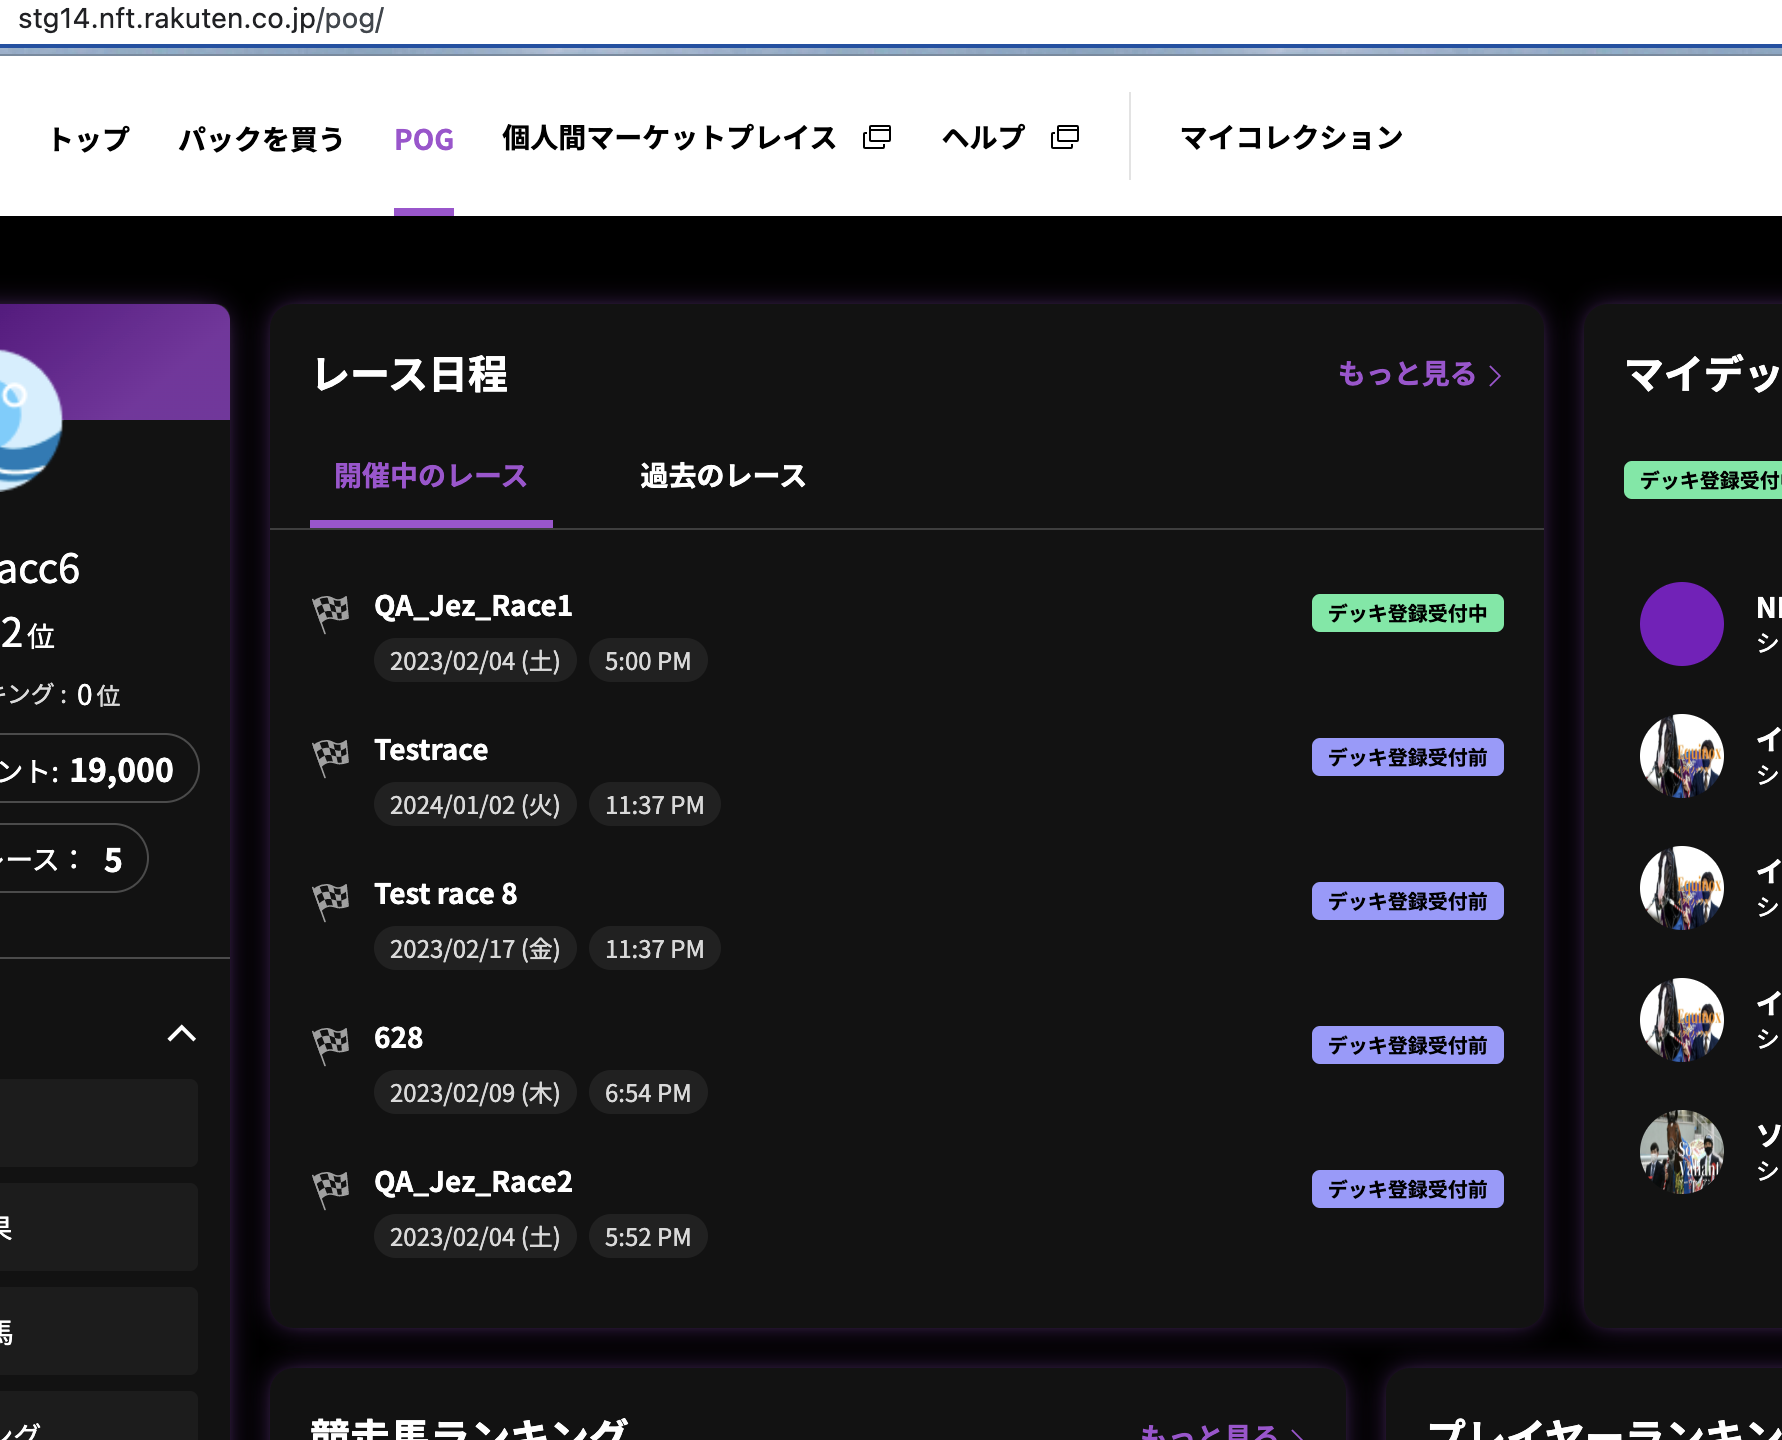 stg14.nft.rakuten.co.jp/pog/
トップ パックを買う POG 個人間マーケットプレイス ヘルプ マイコレクション
acc6
2位
キング: 0位
ント: 19,000
ース: 5
果
馬
ング
レース日程 もっと見る
開催中のレース 過去のレース
QA_Jez_Race1 デッキ登録受付中
2023/02/04 (土) 5:00 PM
Testrace デッキ登録受付前
2024/01/02 (火) 11:37 PM
Test race 8 デッキ登録受付前
2023/02/17 (金) 11:37 PM
628 デッキ登録受付前
2023/02/09 (木) 6:54 PM
QA_Jez_Race2 デッキ登録受付前
2023/02/04 (土) 5:52 PM
マイデッ
デッキ登録受付
シ
イ
シ
Equinox
イ
シ
Equinox
イ
シ
Equinox
ソ
シ
競走馬ランキング もっと見る
プレイヤーランキン